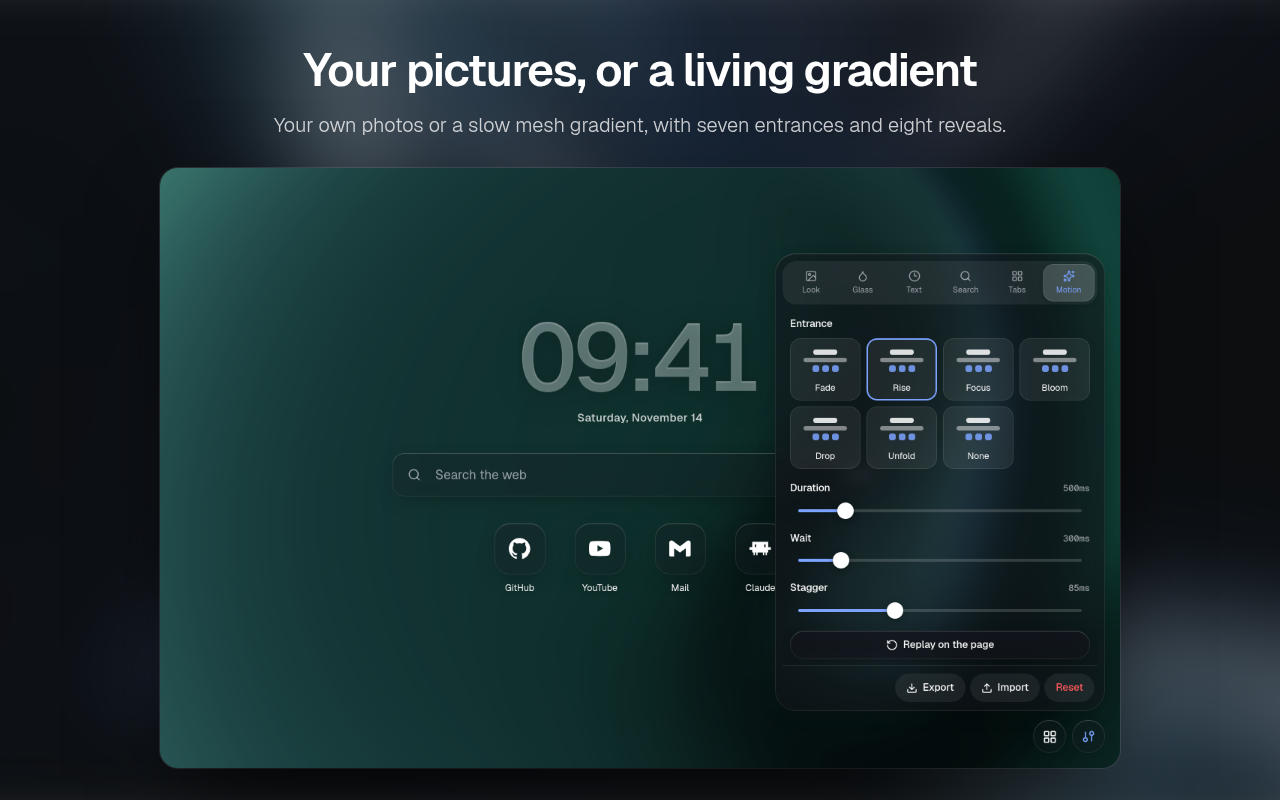 Your pictures, or a living gradient
Your own photos or a slow mesh gradient, with seven entrances and eight reveals.
09:41
Saturday, November 14
Search the web
GitHub
YouTube
Mail
Claude
Look
Glass
Text
Search
Tabs
Motion
Entrance
Fade
Rise
Focus
Bloom
Drop
Unfold
None
Duration
500ms
Wait
300ms
Stagger
85ms
Replay on the page
Export
Import
Reset